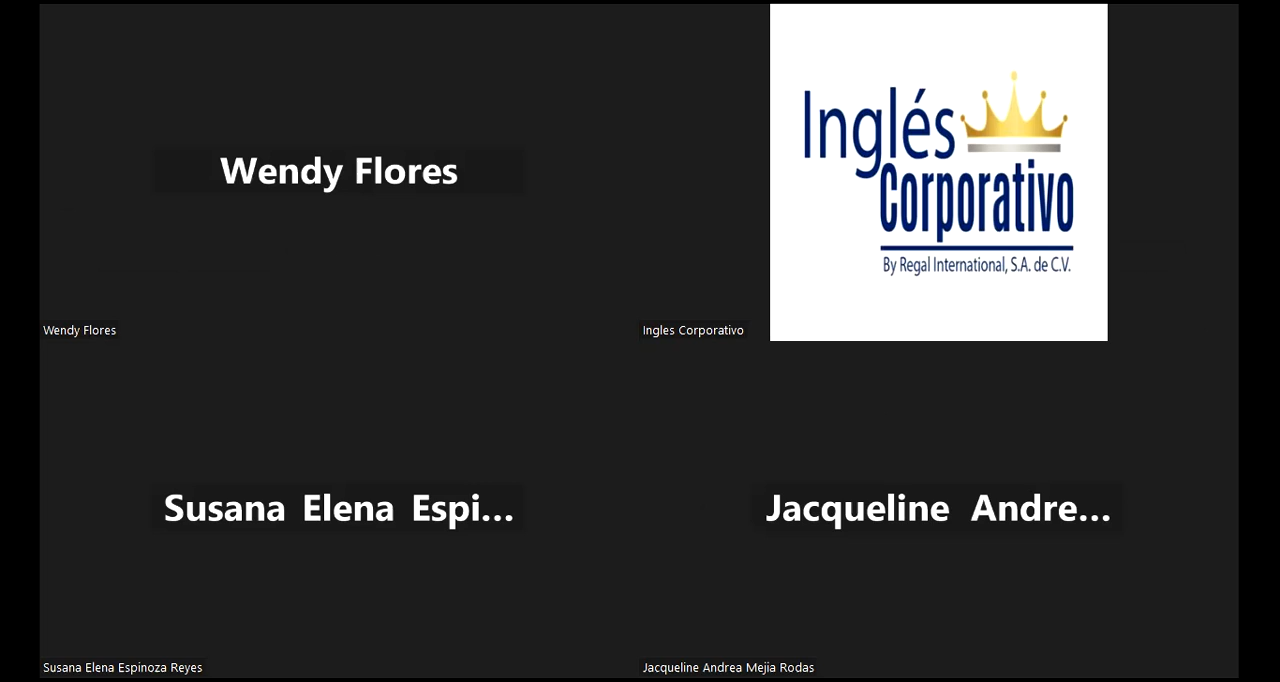 Wendy Flores
Wendy Flores
Inglés
Corporativo
By Regal International, S.A. de C.V.
Ingles Corporativo
Susana Elena Espi...
Susana Elena Espinoza Reyes
Jacqueline Andre...
Jacqueline Andrea Mejia Rodas